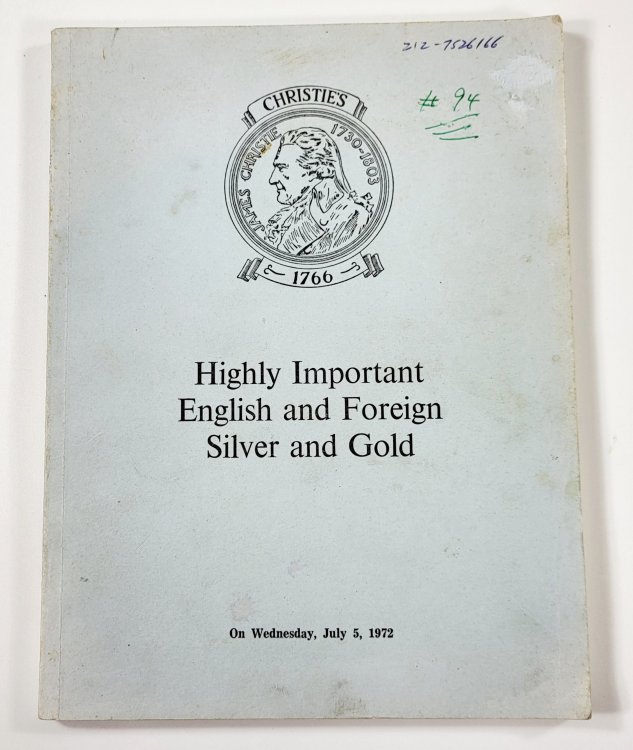 212-7526166
# 94
CHRISTIE'S
JAMES CHRISTIE 1730-1803
1766
Highly Important
English and Foreign
Silver and Gold
On Wednesday, July 5, 1972